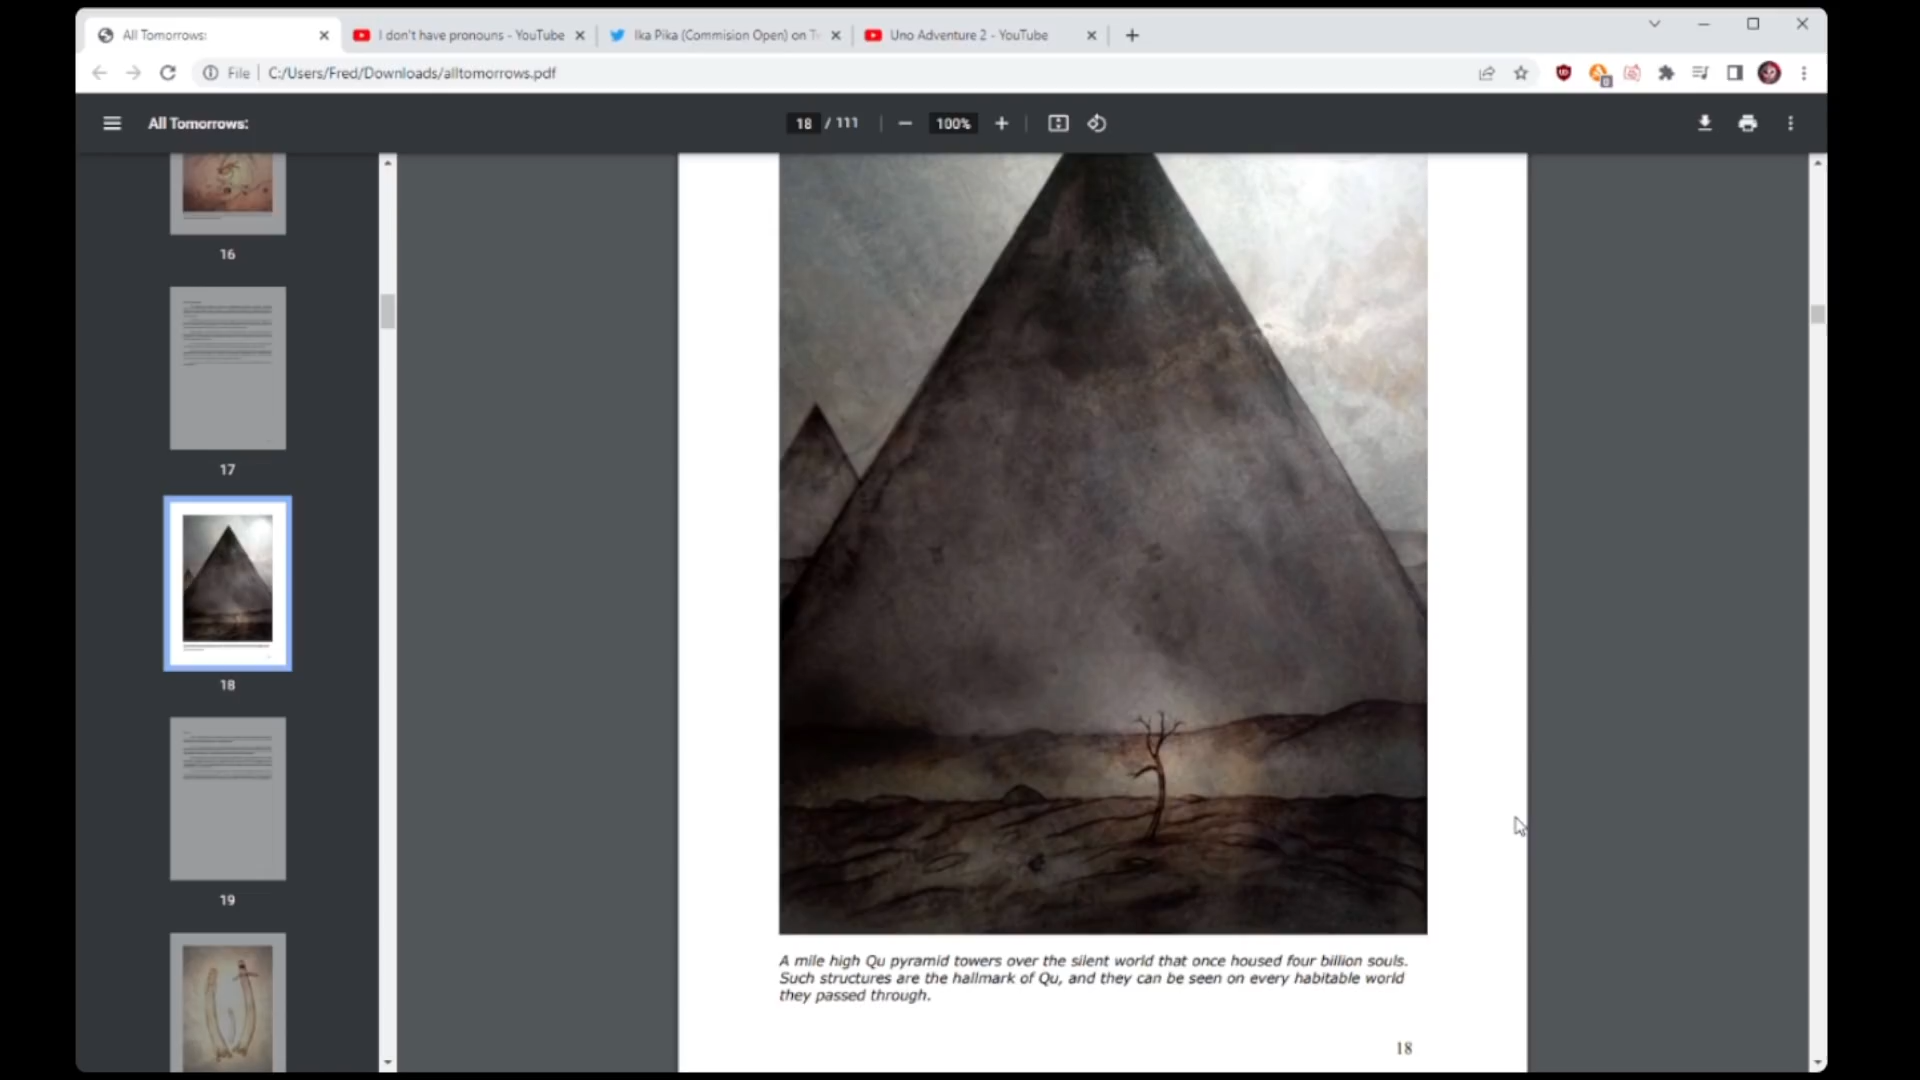 All Tomorrows:
I don't have pronouns - YouTube
Ika Pika (Commision Open) on Tw
Uno Adventure 2 - YouTube
File
C:/Users/Fred/Downloads/alltomorrows.pdf
All Tomorrows:
18 / 111
100%
16
17
18
19
A mile high Qu pyramid towers over the silent world that once housed four billion souls.
Such structures are the hallmark of Qu, and they can be seen on every habitable world
they passed through.
18